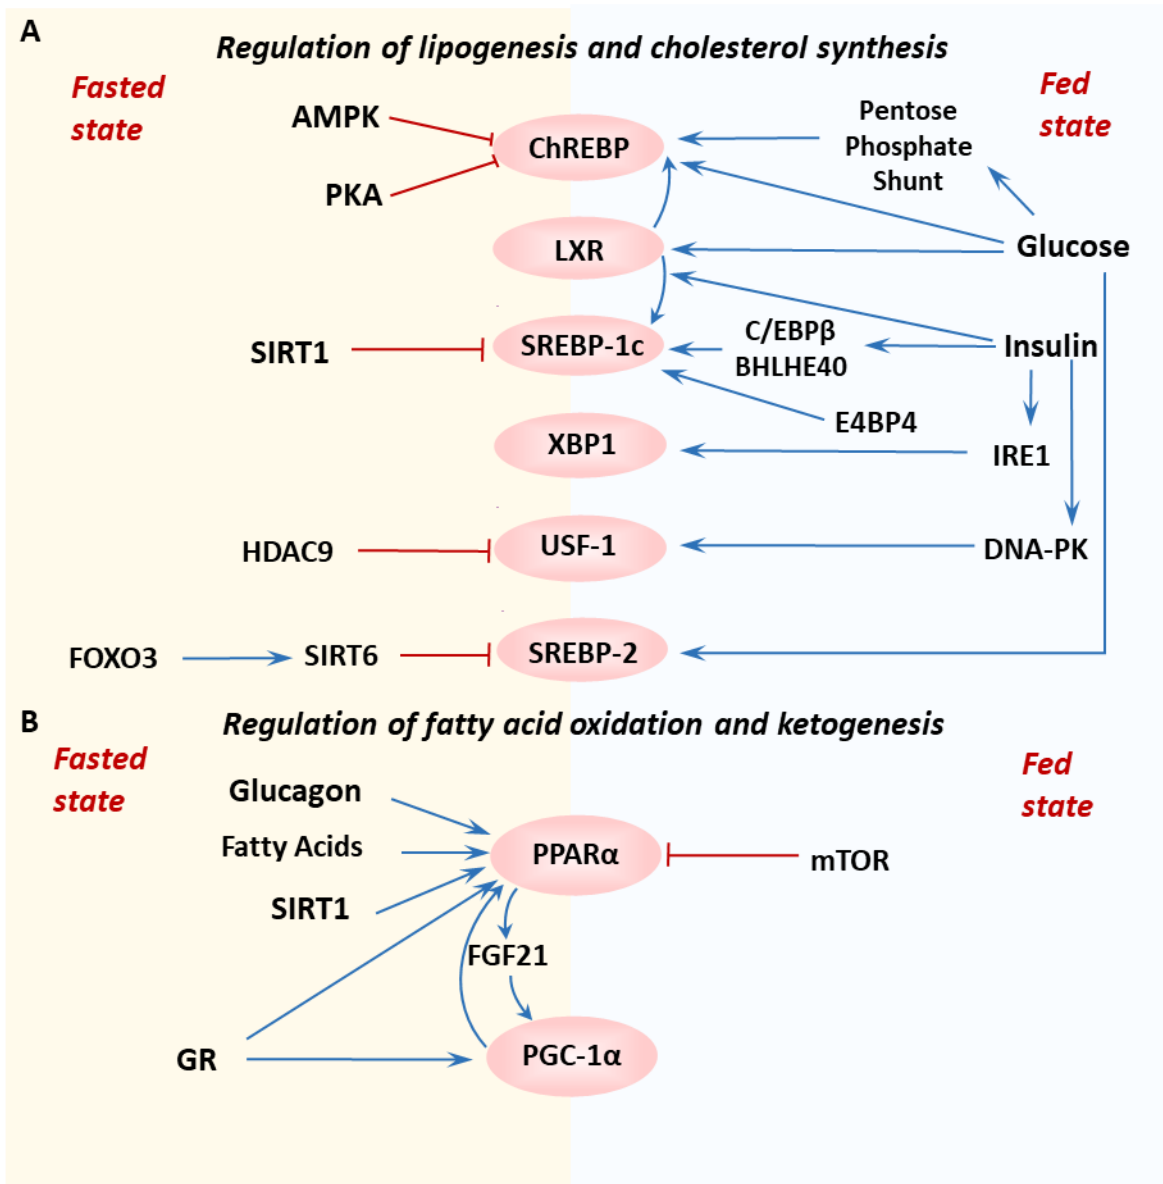 A
Regulation of lipogenesis and cholesterol synthesis
Fasted
state
Fed
state
AMPK
PKA
ChREBP
Pentose
Phosphate
Shunt
LXR
Glucose
SIRT1
SREBP-1c
C/EBPβ
BHLHE40
Insulin
E4BP4
XBP1
IRE1
HDAC9
USF-1
DNA-PK
FOXO3
SIRT6
SREBP-2
B
Regulation of fatty acid oxidation and ketogenesis
Fasted
state
Fed
state
Glucagon
Fatty Acids
SIRT1
PPARα
mTOR
FGF21
GR
PGC-1α